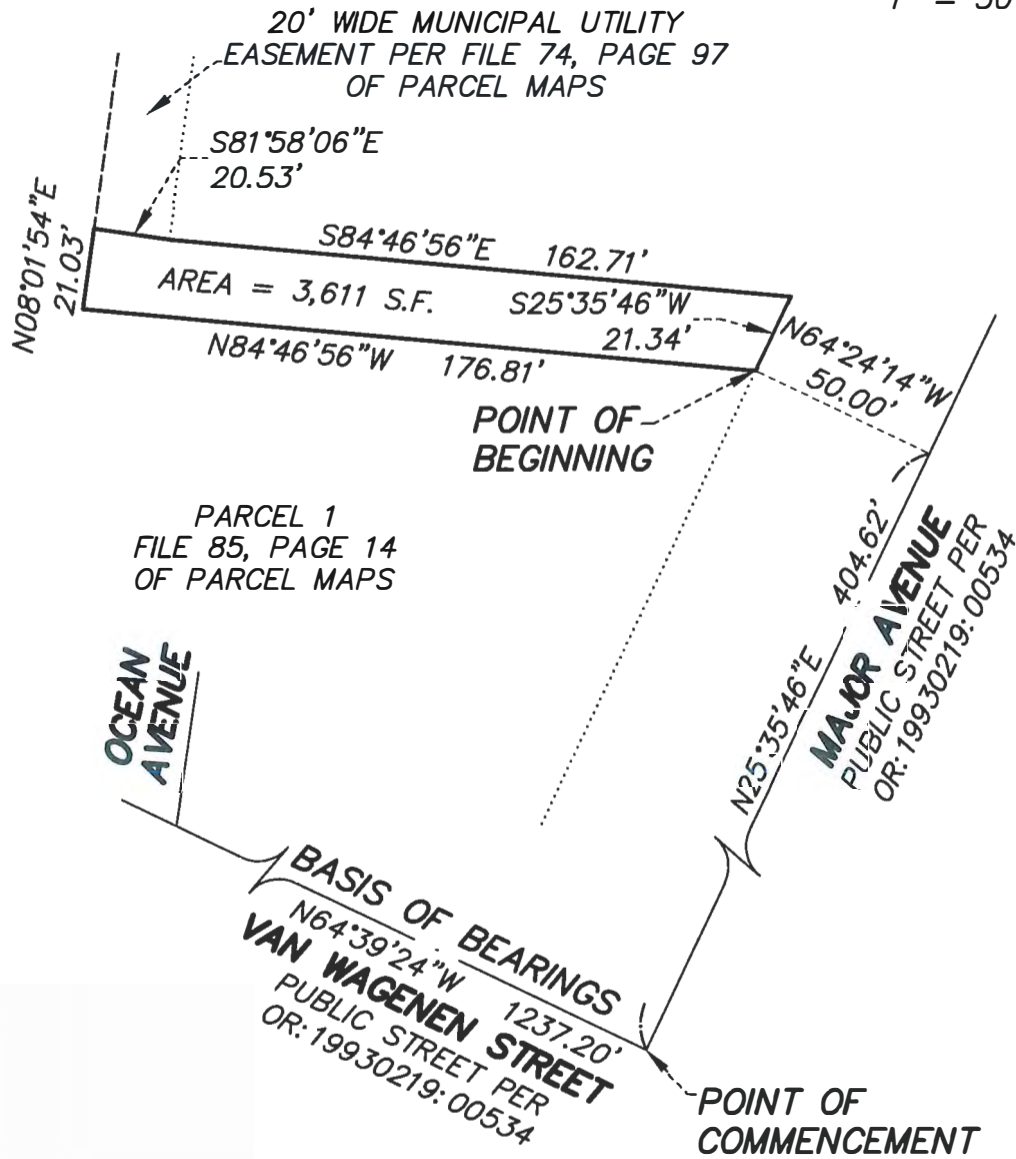 20' WIDE MUNICIPAL UTILITY
EASEMENT PER FILE 74, PAGE 97
OF PARCEL MAPS
S81°58'06"E
20.53'
N08°01'54"E
21.03'
S84°46'56"E 162.71'
AREA = 3,611 S.F.
S25°35'46"W
21.34'
N84°46'56"W 176.81'
N64°24'14"W
50.00'
POINT OF
BEGINNING
PARCEL 1
FILE 85, PAGE 14
OF PARCEL MAPS
N25°35'46"E 404.62'
MAJOR AVENUE
PUBLIC STREET PER
OR: 19930219: 00534
OCEAN
AVENUE
BASIS OF BEARINGS
N64°39'24"W 1237.20'
VAN WAGENEN STREET
PUBLIC STREET PER
OR: 19930219: 00534
POINT OF
COMMENCEMENT